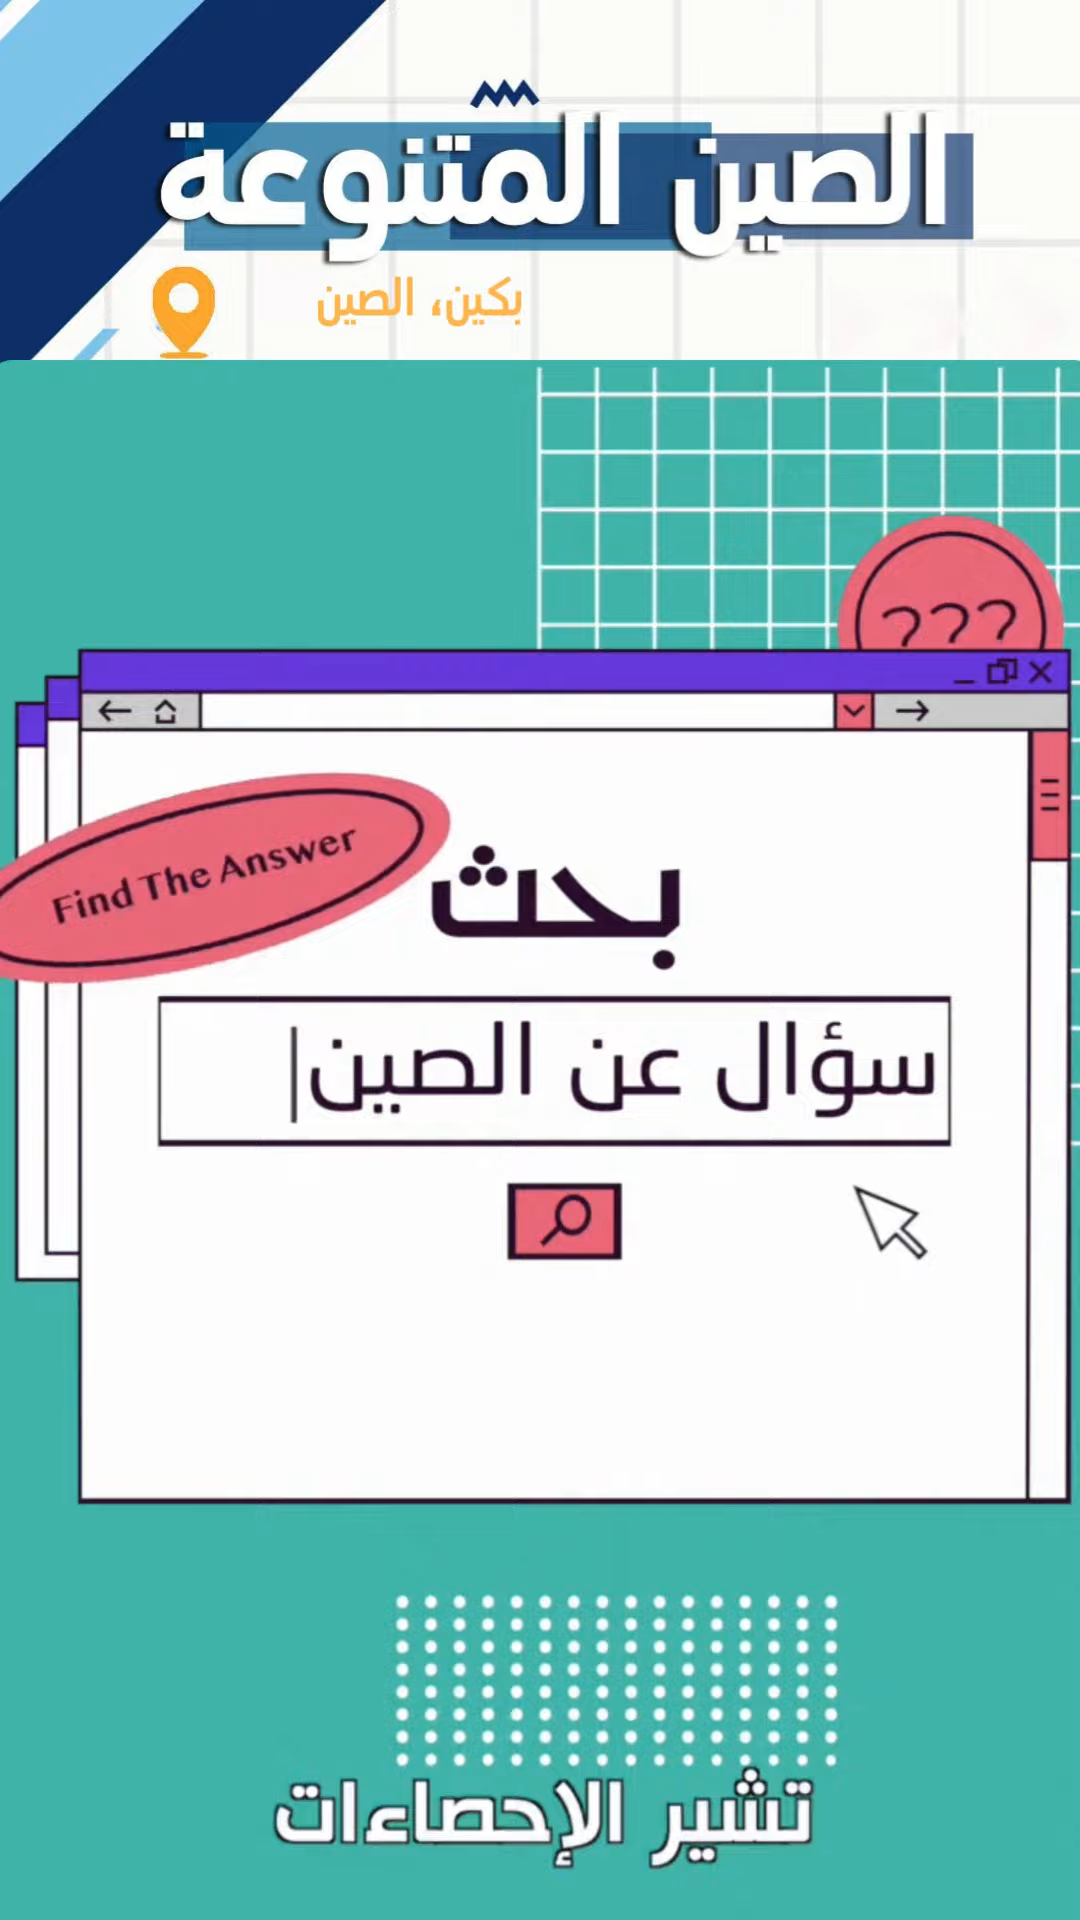 الصين المتنوعة
بكين، الصين
???
Find The Answer
بحث
سؤال عن الصين
تشير الإحصاءات